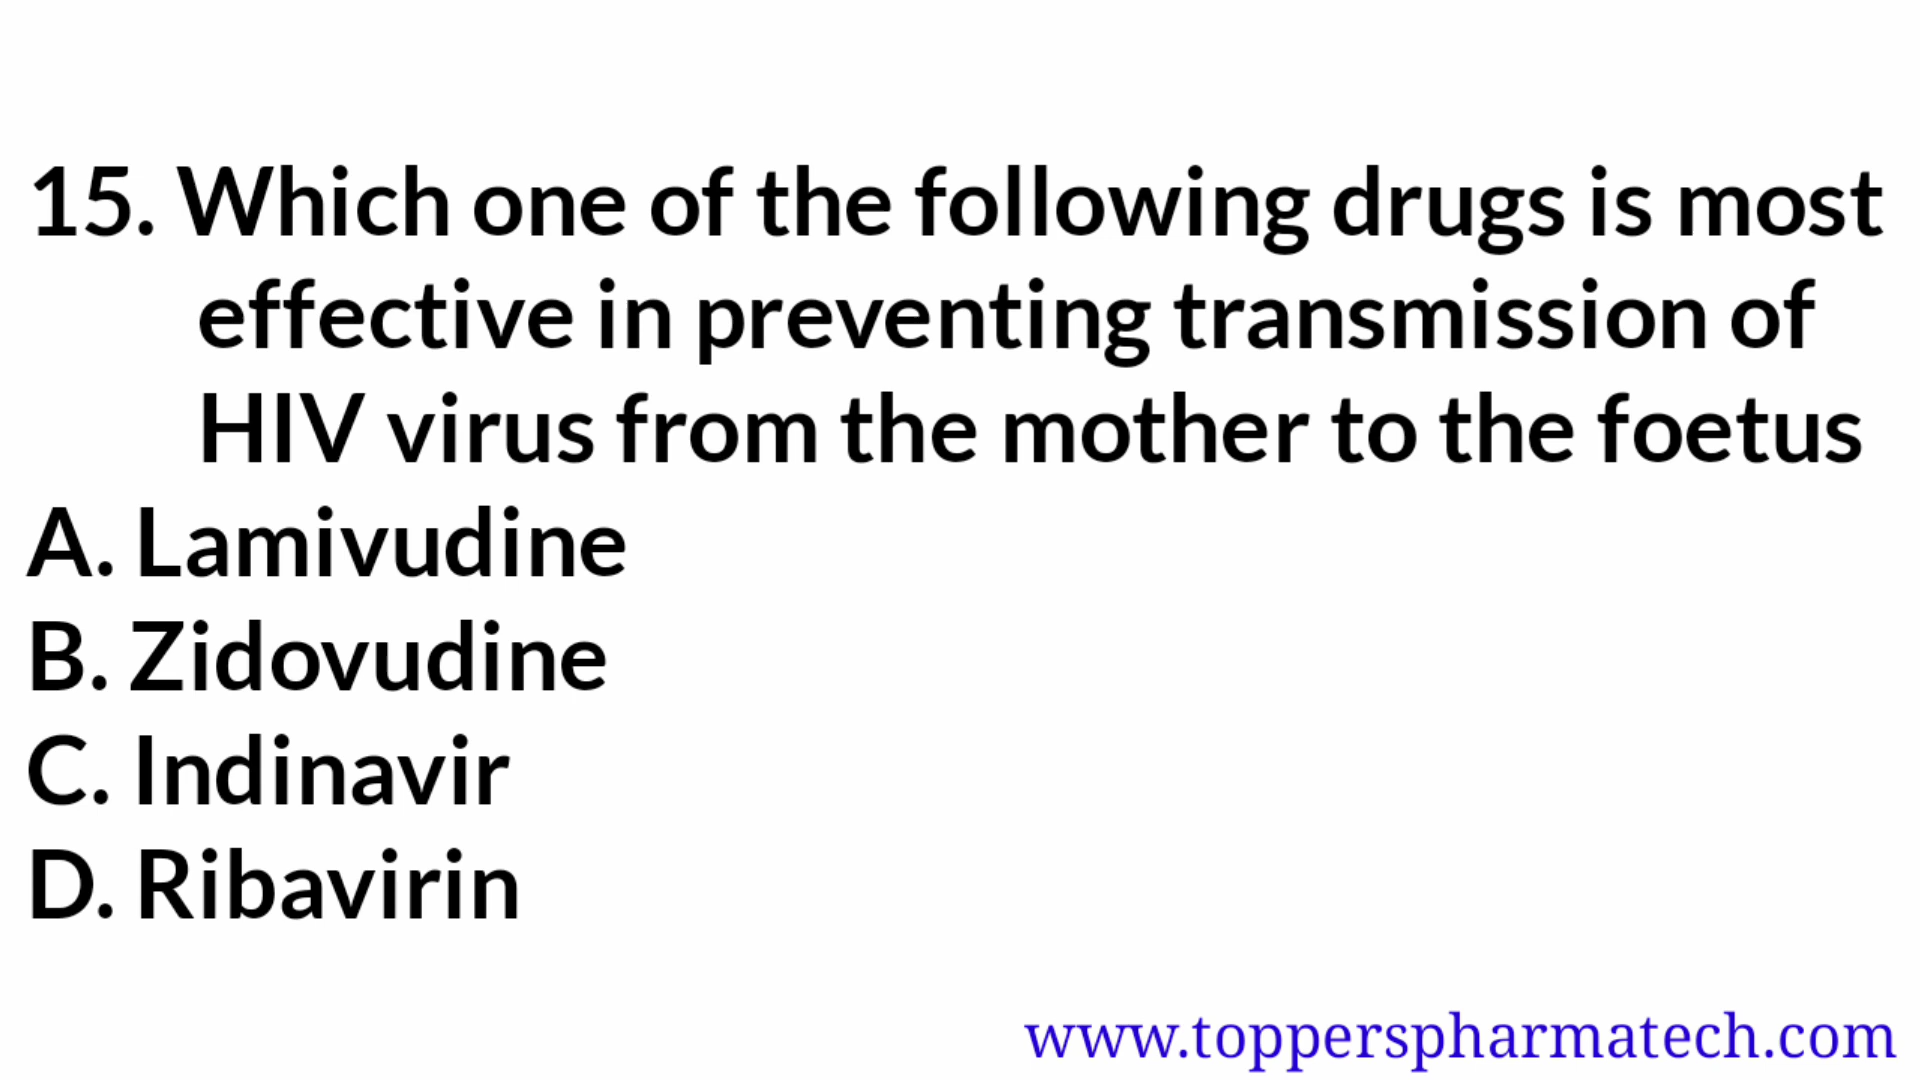 15. Which one of the following drugs is most
effective in preventing transmission of
HIV virus from the mother to the foetus
A. Lamivudine
B. Zidovudine
C. Indinavir
D. Ribavirin
www.topperspharmatech.com